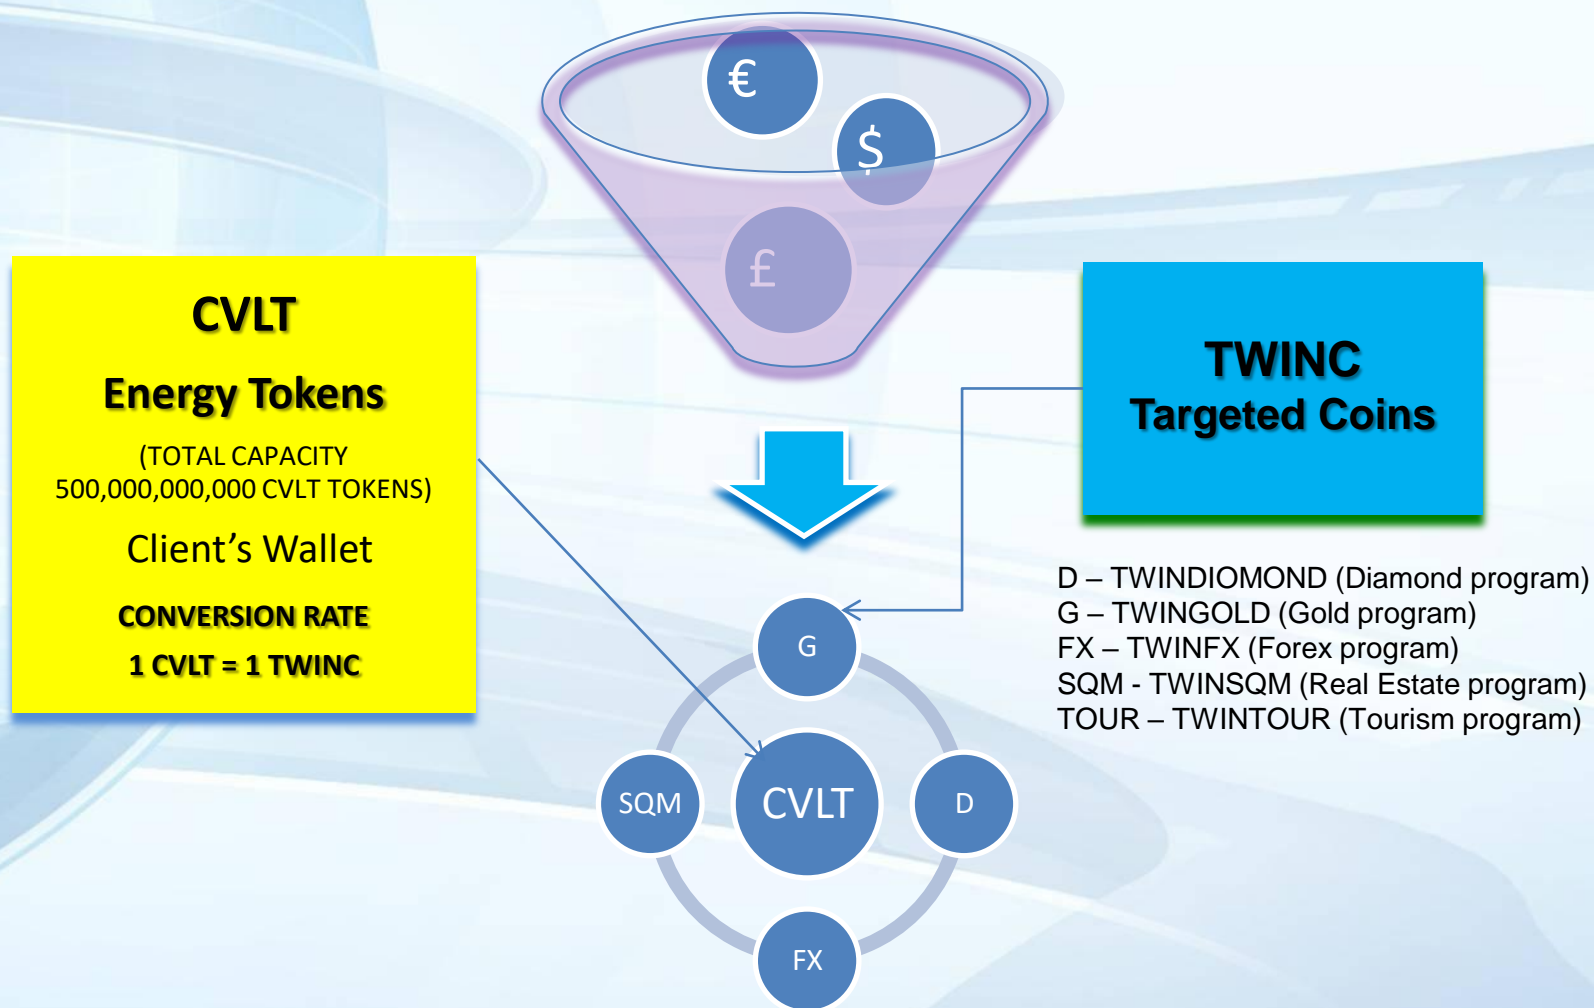 €
$
£
CVLT
Energy Tokens
(TOTAL CAPACITY
500,000,000,000 CVLT TOKENS)
Client’s Wallet
CONVERSION RATE
1 CVLT = 1 TWINC
TWINC
Targeted Coins
D – TWINDIOMOND (Diamond program)
G – TWINGOLD (Gold program)
FX – TWINFX (Forex program)
SQM - TWINSQM (Real Estate program)
TOUR – TWINTOUR (Tourism program)
G
SQM
CVLT
D
FX